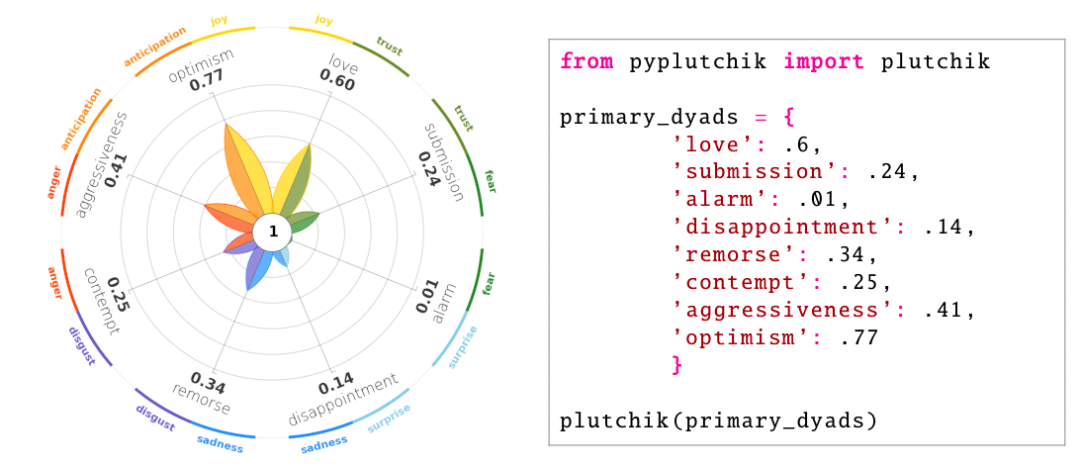 joy
joy
anticipation
trust
optimism
0.77
love
0.60
anticipation
anger
aggressiveness
0.41
trust
fear
submission
0.24
1
anger
disgust
contempt
0.25
fear
surprise
0.01
alarm
0.34
remorse
0.14
disappointment
disgust
sadness
sadness
surprise
from pyplutchik import plutchik
primary_dyads = {
’love’: .6,
’submission’: .24,
’alarm’: .01,
’disappointment’: .14,
’remorse’: .34,
’contempt’: .25,
’aggressiveness’: .41,
’optimism’: .77
}
plutchik(primary_dyads)